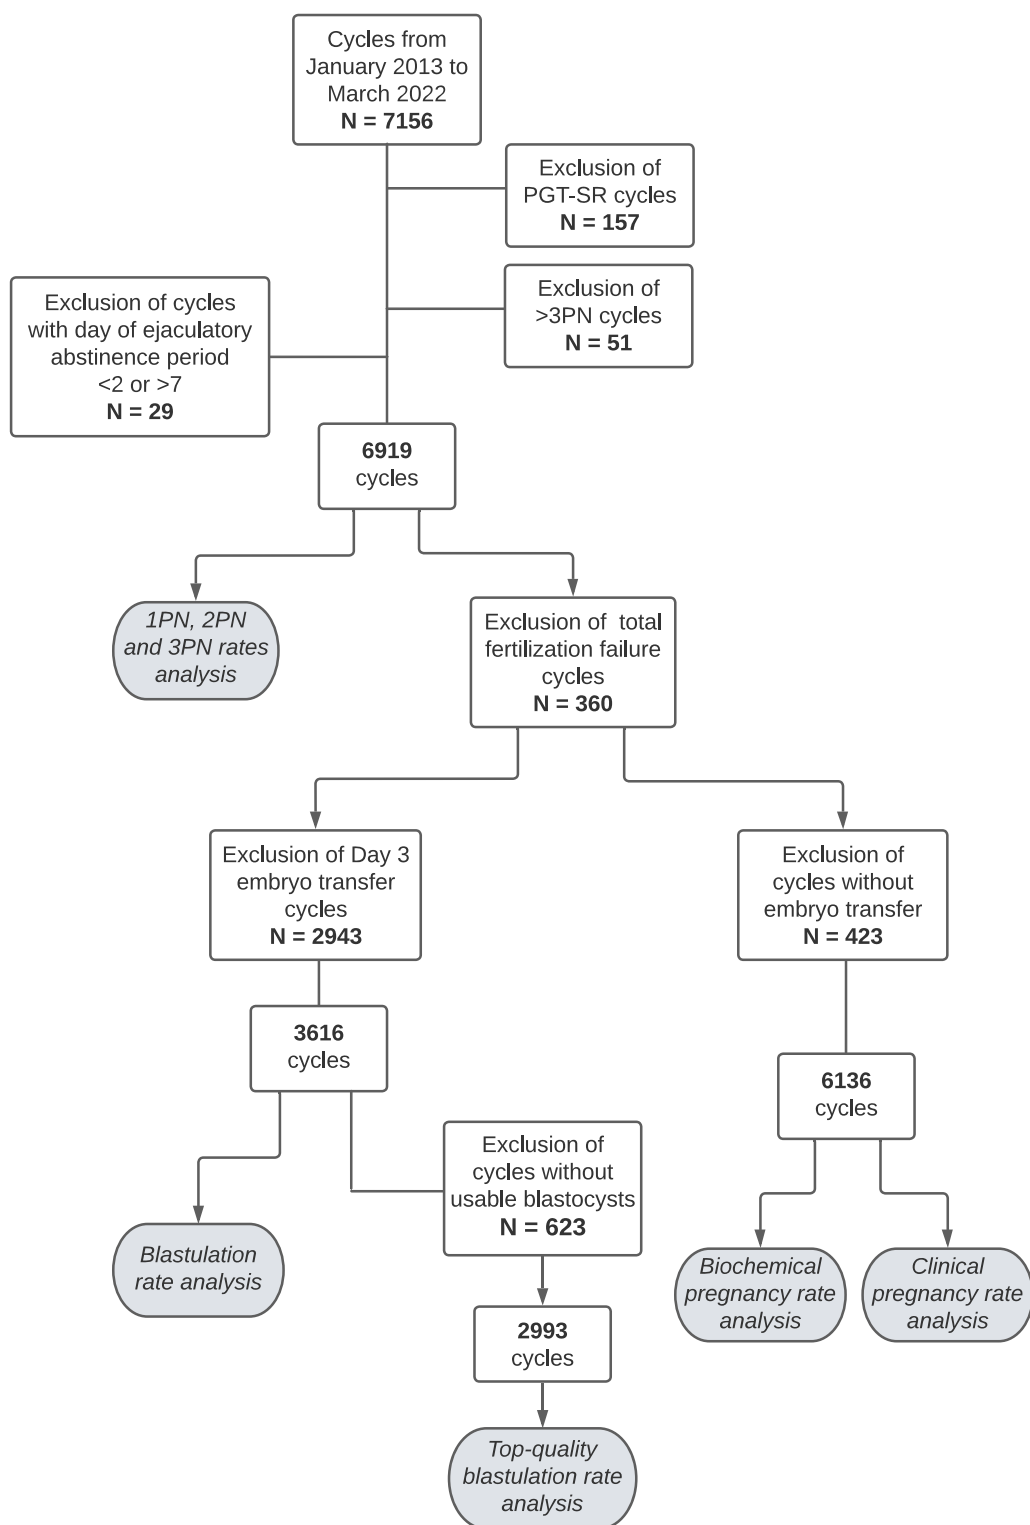 Cycles from
January 2013 to
March 2022
N = 7156
Exclusion of
PGT-SR cycles
N = 157
Exclusion of
>3PN cycles
N = 51
Exclusion of cycles
with day of ejaculatory
abstinence period
<2 or >7
N = 29
6919
cycles
1PN, 2PN
and 3PN rates
analysis
Exclusion of total
fertilization failure
cycles
N = 360
Exclusion of Day 3
embryo transfer
cycles
N = 2943
Exclusion of
cycles without
embryo transfer
N = 423
3616
cycles
6136
cycles
Exclusion of
cycles without
usable blastocysts
N = 623
Blastulation
rate analysis
Biochemical
pregnancy rate
analysis
Clinical
pregnancy rate
analysis
2993
cycles
Top-quality
blastulation rate
analysis